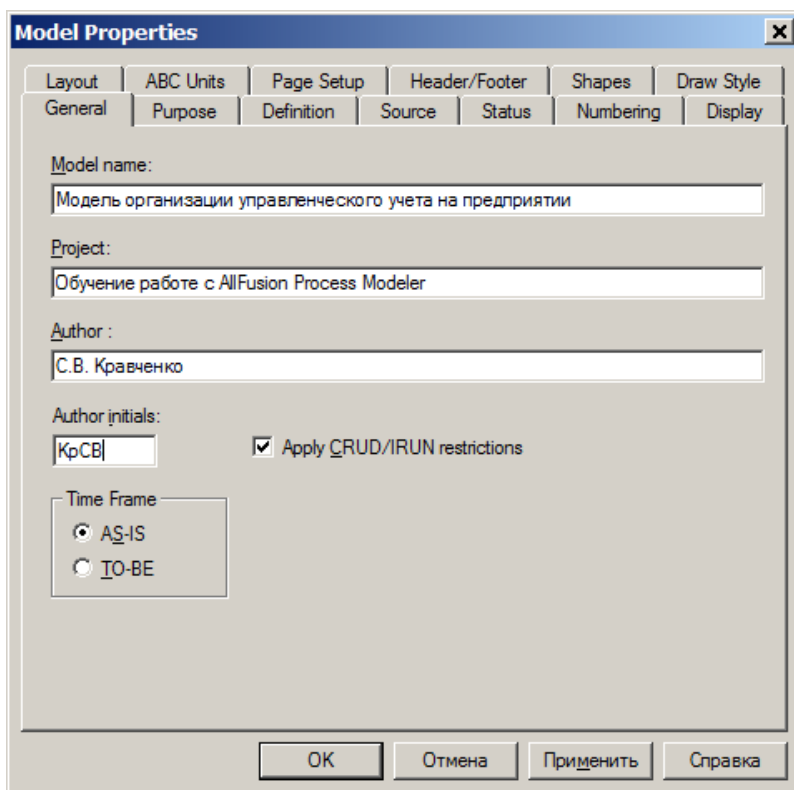 Model Properties
Layout ABC Units Page Setup Header/Footer Shapes Draw Style
General Purpose Definition Source Status Numbering Display
Model name:
Модель организации управленческого учета на предприятии
Project:
Обучение работе с AllFusion Process Modeler
Author :
С.В. Кравченко
Author initials:
КрСВ Apply CRUD/IRUN restrictions
Time Frame
AS-IS
TO-BE
OK Отмена Применить Справка